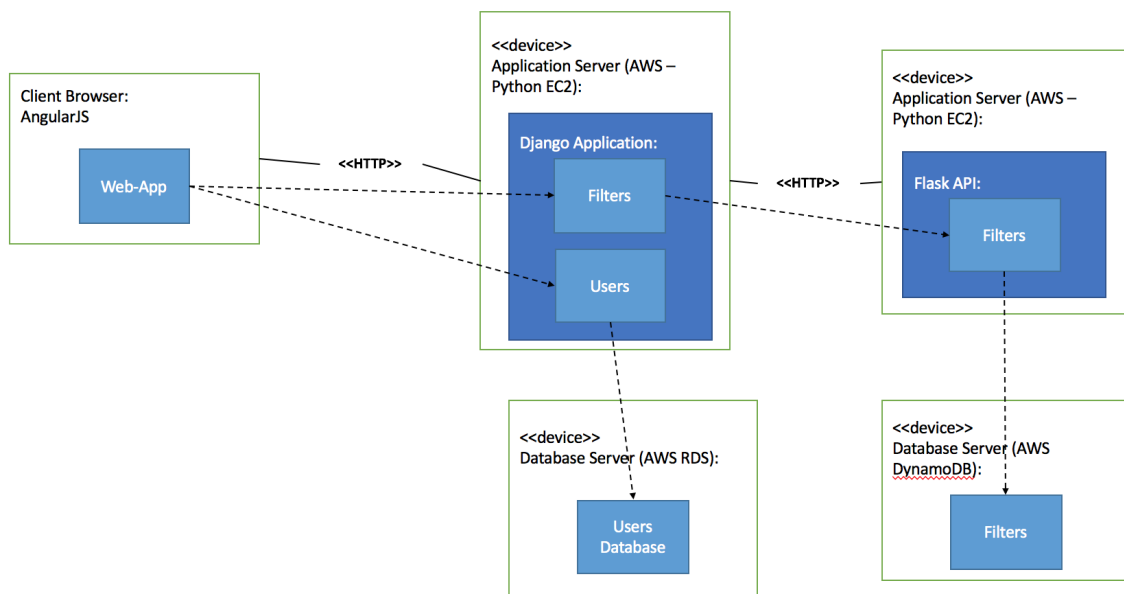 Client Browser:
AngularJS
Web-App
<<HTTP>>
<<device>>
Application Server (AWS –
Python EC2):
Django Application:
Filters
Users
<<HTTP>>
<<device>>
Application Server (AWS –
Python EC2):
Flask API:
Filters
<<device>>
Database Server (AWS RDS):
Users
Database
<<device>>
Database Server (AWS
DynamoDB):
Filters